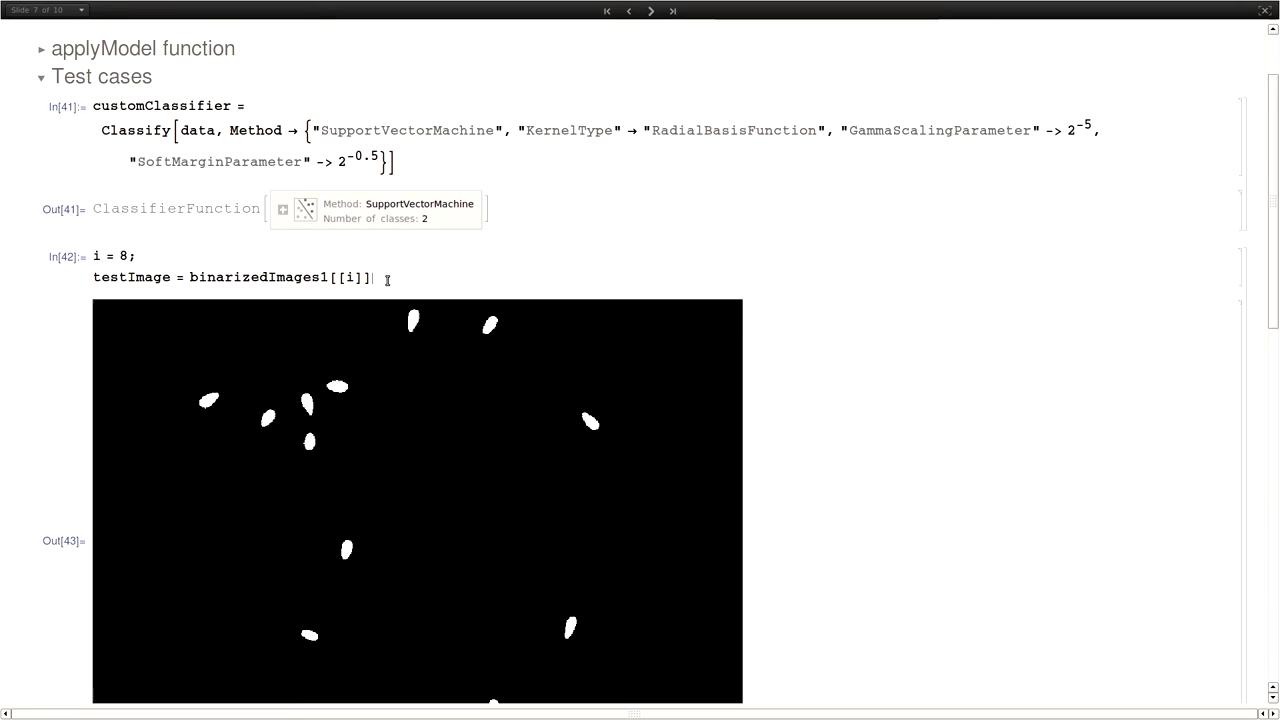 Slide 7 of 10
applyModel function
Test cases
In[41]:= customClassifier =
Classify[data, Method → {"SupportVectorMachine", "KernelType" → "RadialBasisFunction", "GammaScalingParameter" -> 2^-5,
"SoftMarginParameter" -> 2^-0.5}]
Out[41]= ClassifierFunction[
Method: SupportVectorMachine
Number of classes: 2
]
In[42]:= i = 8;
testImage = binarizedImages1[[i]]
Out[43]=